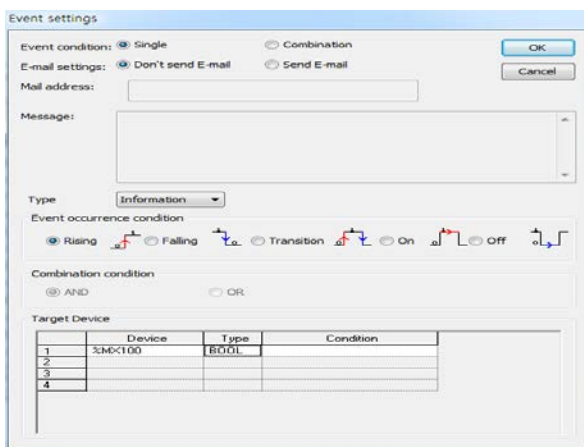 Event settings
Event condition: Single Combination OK
E-mail settings: Don't send E-mail Send E-mail Cancel
Mail address:
Message:
Type Information
Event occurrence condition
Rising Falling Transition On Off
Combination condition
AND OR
Target Device
Device Type Condition
1 %MX100 BOOL
2
3
4